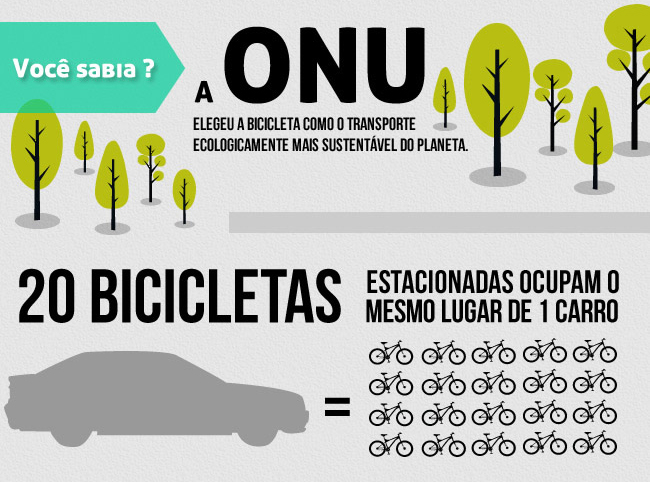 Você sabia ?
A ONU
ELEGEU A BICICLETA COMO O TRANSPORTE
ECOLOGICAMENTE MAIS SUSTENTÁVEL DO PLANETA.
20 BICICLETAS
ESTACIONADAS OCUPAM O
MESMO LUGAR DE 1 CARRO
=